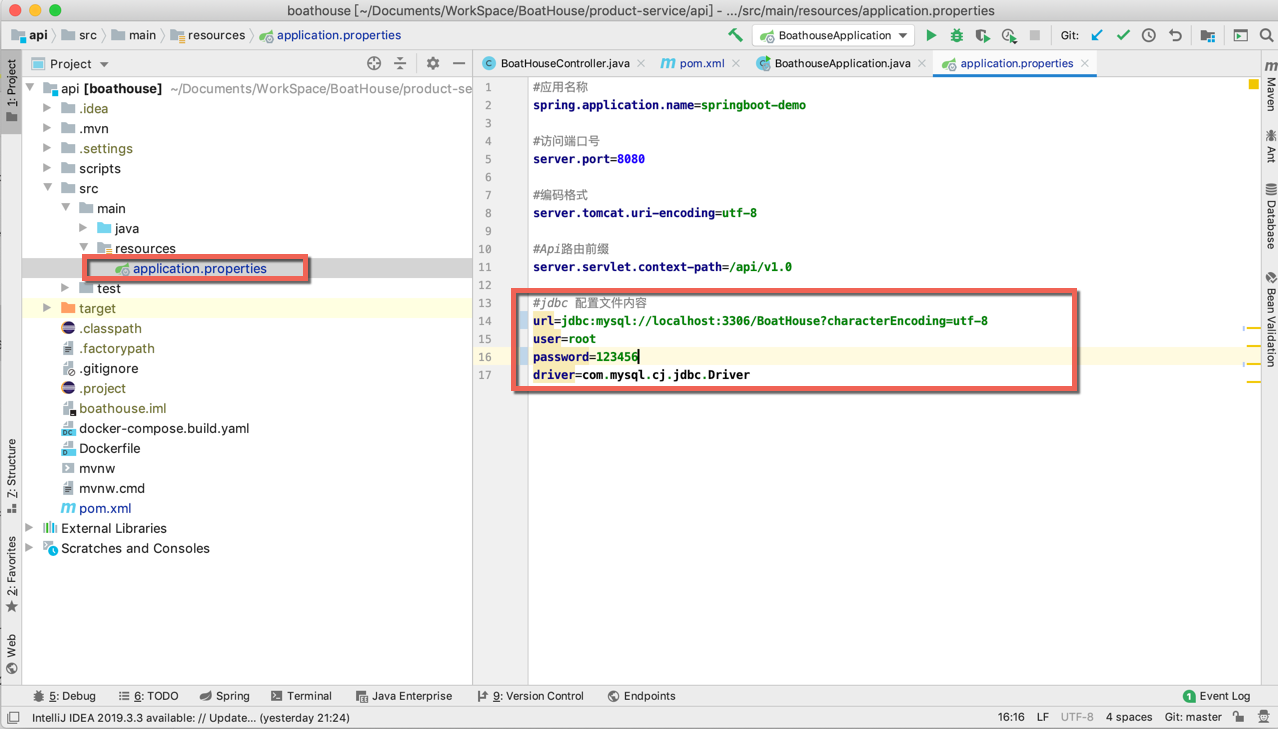 boathouse [~/Documents/WorkSpace/BoatHouse/product-service/api] - .../src/main/resources/application.properties
api src main resources application.properties BoathouseApplication Git:
Project
BoatHouseController.java pom.xml BoathouseApplication.java application.properties
1: Project
Z: Structure
2: Favorites
Web
api [boathouse] ~/Documents/WorkSpace/BoatHouse/product-se
.idea
.mvn
.settings
scripts
src
main
java
resources
application.properties
test
target
.classpath
.factorypath
.gitignore
.project
boathouse.iml
docker-compose.build.yaml
Dockerfile
mvnw
mvnw.cmd
pom.xml
External Libraries
Scratches and Consoles
1 #应用名称
2 spring.application.name=springboot-demo
3
4 #访问端口号
5 server.port=8080
6
7 #编码格式
8 server.tomcat.uri-encoding=utf-8
9
10 #Api路由前缀
11 server.servlet.context-path=/api/v1.0
12
13 #jdbc 配置文件内容
14 url=jdbc:mysql://localhost:3306/BoatHouse?characterEncoding=utf-8
15 user=root
16 password=123456
17 driver=com.mysql.cj.jdbc.Driver
Maven
Ant
Database
Bean Validation
5: Debug 6: TODO Spring Terminal Java Enterprise 9: Version Control Endpoints 1 Event Log
IntelliJ IDEA 2019.3.3 available: // Update... (yesterday 21:24) 16:16 LF UTF-8 4 spaces Git: master